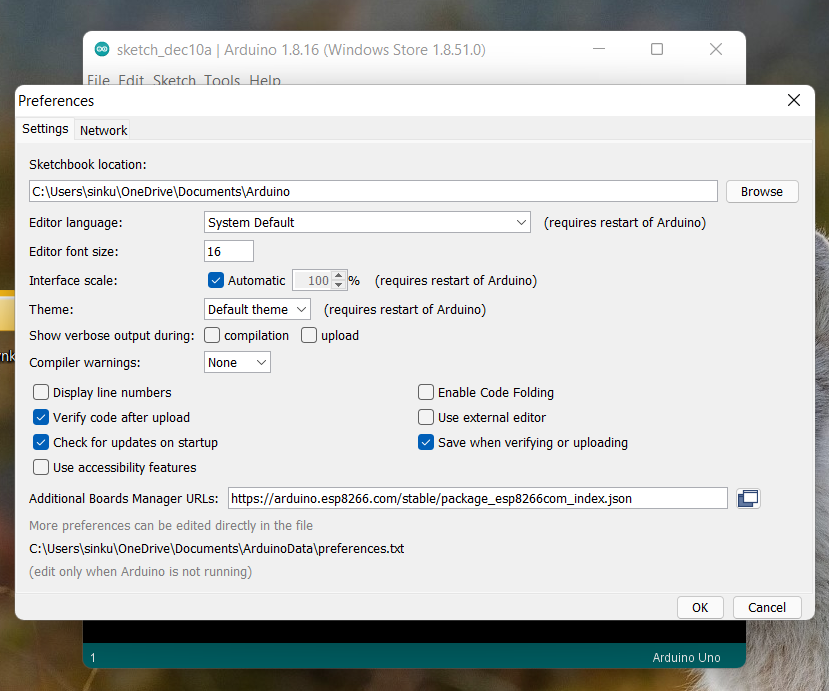 sketch_dec10a | Arduino 1.8.16 (Windows Store 1.8.51.0)
File Edit Sketch Tools Help
Preferences
Settings Network
Sketchbook location:
C:\Users\sinku\OneDrive\Documents\Arduino Browse
Editor language: System Default (requires restart of Arduino)
Editor font size: 16
Interface scale: Automatic 100 % (requires restart of Arduino)
Theme: Default theme (requires restart of Arduino)
Show verbose output during: compilation upload
Compiler warnings: None
Display line numbers Enable Code Folding
Verify code after upload Use external editor
Check for updates on startup Save when verifying or uploading
Use accessibility features
Additional Boards Manager URLs: https://arduino.esp8266.com/stable/package_esp8266com_index.json
More preferences can be edited directly in the file
C:\Users\sinku\OneDrive\Documents\ArduinoData\preferences.txt
(edit only when Arduino is not running)
OK Cancel
1 Arduino Uno